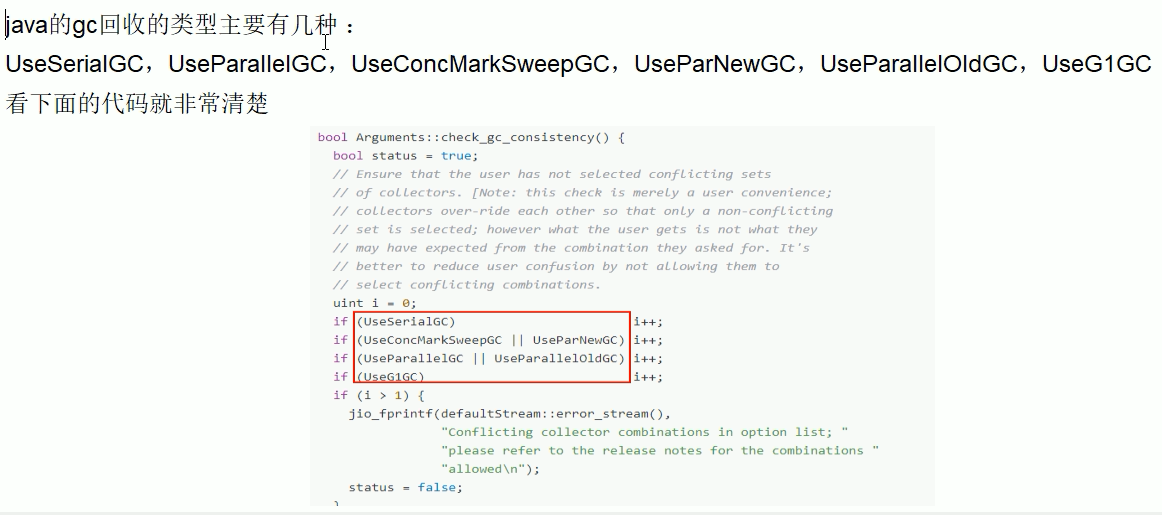 java的gc回收的类型主要有几种：
UseSerialGC，UseParallelGC，UseConcMarkSweepGC，UseParNewGC，UseParallelOldGC，UseG1GC
看下面的代码就非常清楚
bool Arguments::check_gc_consistency() {
bool status = true;
// Ensure that the user has not selected conflicting sets
// of collectors. [Note: this check is merely a user convenience;
// collectors over-ride each other so that only a non-conflicting
// set is selected; however what the user gets is not what they
// may have expected from the combination they asked for. It's
// better to reduce user confusion by not allowing them to
// select conflicting combinations.
uint i = 0;
if (UseSerialGC) i++;
if (UseConcMarkSweepGC || UseParNewGC) i++;
if (UseParallelGC || UseParallelOldGC) i++;
if (UseG1GC) i++;
if (i > 1) {
jio_fprintf(defaultStream::error_stream(),
"Conflicting collector combinations in option list; "
"please refer to the release notes for the combinations "
"allowed\n");
status = false;
}